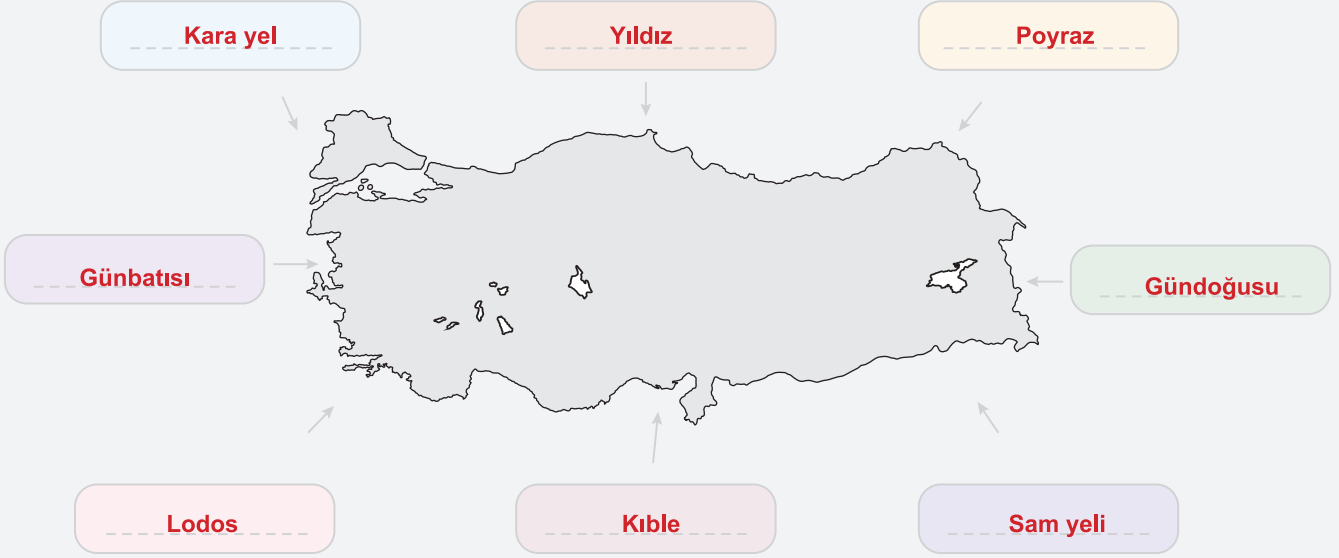 Kara yel
Yıldız
Poyraz
Günbatısı
Gündoğusu
Lodos
Kıble
Sam yeli